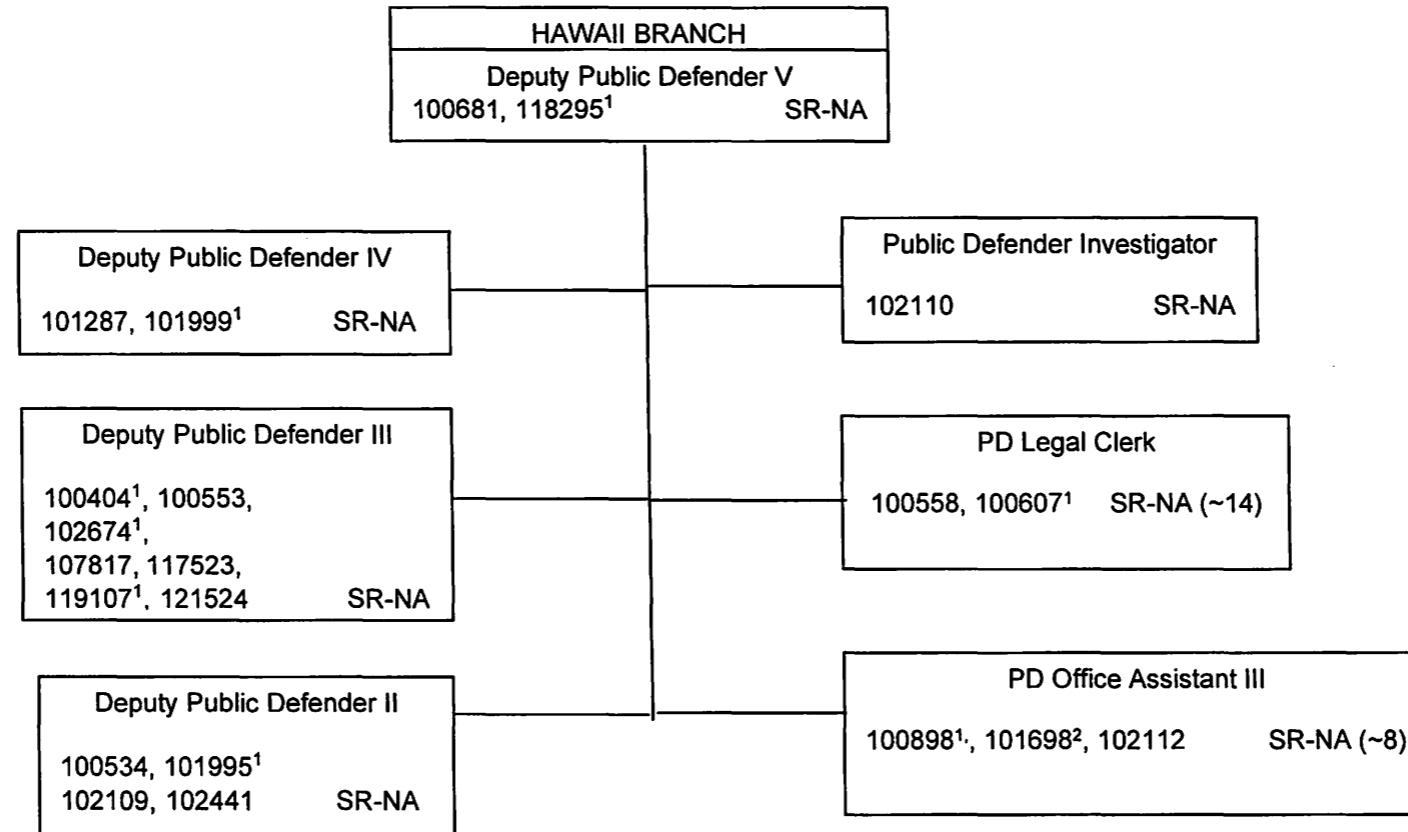 HAWAII BRANCH
Deputy Public Defender V
100681, 118295¹ SR-NA
Deputy Public Defender IV
101287, 101999¹ SR-NA
Public Defender Investigator
102110 SR-NA
Deputy Public Defender III
100404¹, 100553,
102674¹,
107817, 117523,
119107¹, 121524 SR-NA
PD Legal Clerk
100558, 100607¹ SR-NA (~14)
Deputy Public Defender II
100534, 101995¹
102109, 102441 SR-NA
PD Office Assistant III
100898¹·, 101698², 102112 SR-NA (~8)